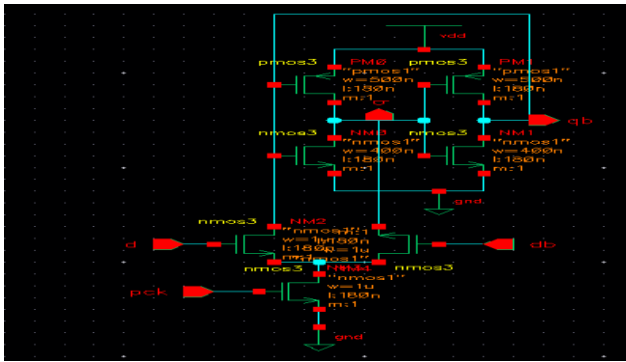 vdd
pmos3 PM0 pmos3 PM1
"pmos1" "pmos1"
w=500n w=500n
l:180n l:180n
m:1 m:1
qb
nmos3 NM0 nmos3 NM1
"nmos1" "nmos1"
w=400n w=400n
l:180n l:180n
m:1 m:1
gnd
nmos3 NM2
"nmos1"
d db
nmos3 nmos3
"nmos1"
pck w=1u
l:180n
m:1
gnd